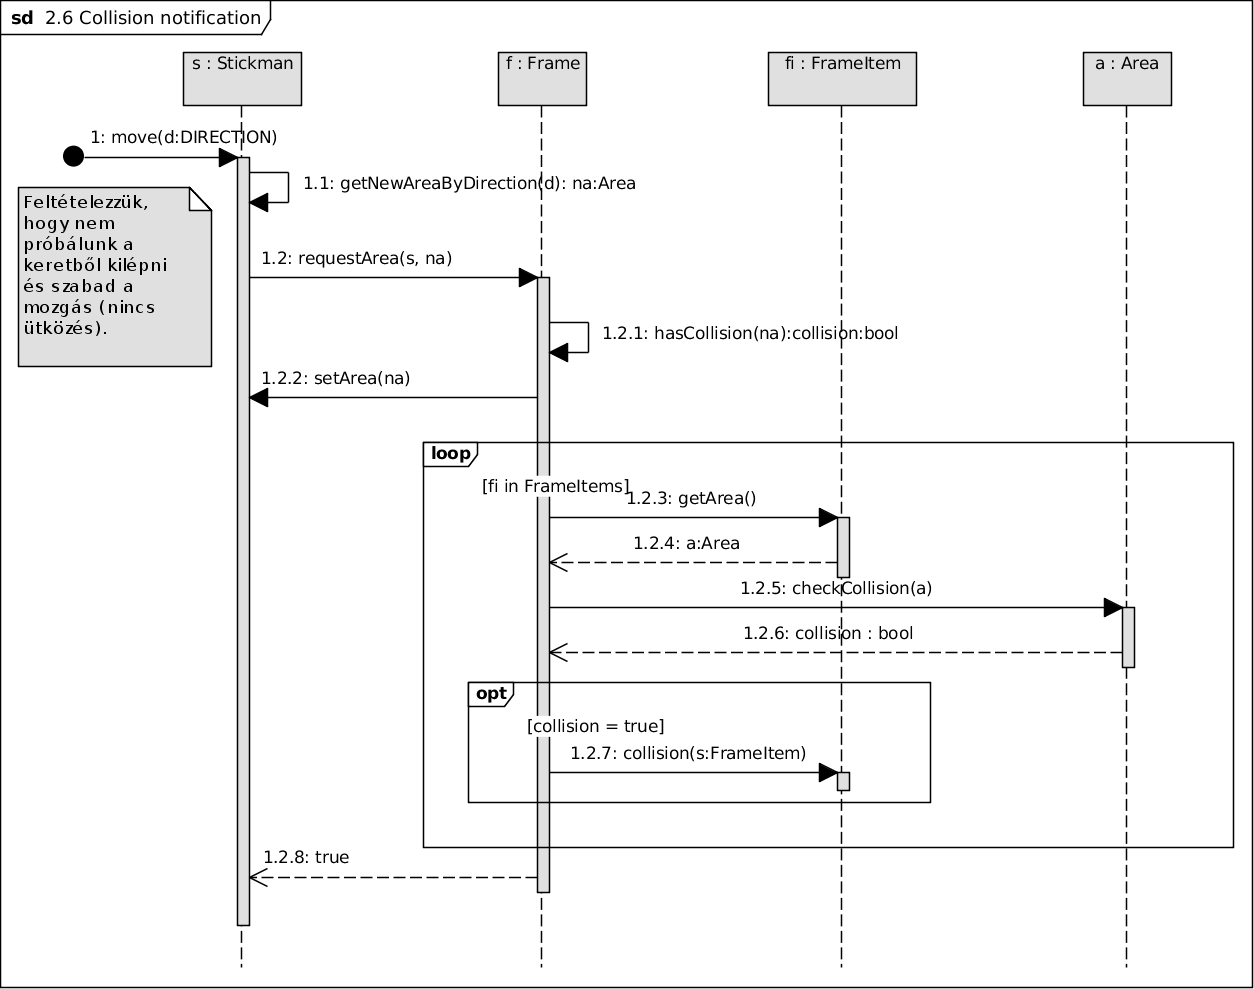 sd 2.6 Collision notification
s : Stickman
f : Frame
fi : FrameItem
a : Area
1: move(d:DIRECTION)
1.1: getNewAreaByDirection(d): na:Area
Feltételezzük,
hogy nem
próbálunk a
keretből kilépni
és szabad a
mozgás (nincs
ütközés).
1.2: requestArea(s, na)
1.2.1: hasCollision(na):collision:bool
1.2.2: setArea(na)
loop
[fi in FrameItems]
1.2.3: getArea()
1.2.4: a:Area
1.2.5: checkCollision(a)
1.2.6: collision : bool
opt
[collision = true]
1.2.7: collision(s:FrameItem)
1.2.8: true